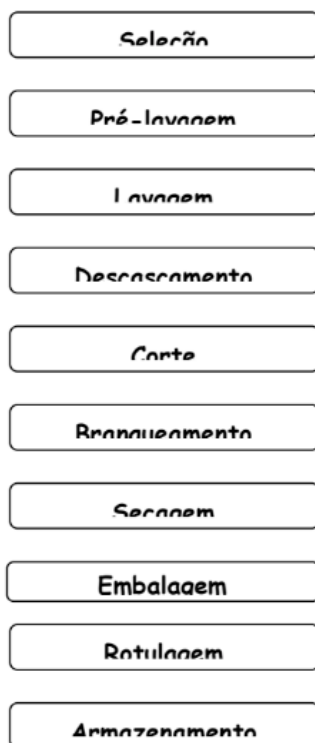 Seleção
Pré-lavagem
Lavagem
Descascamento
Corte
Branqueamento
Secagem
Embalagem
Rotulagem
Armazenamento